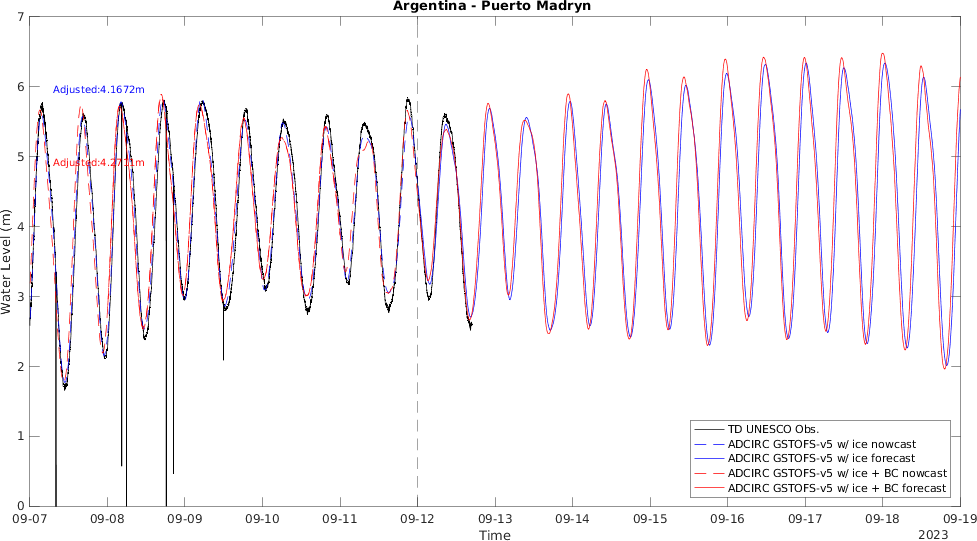 Argentina - Puerto Madryn
7
6
5
4
3
2
1
0
Water Level (m)
Adjusted:4.1672m
TD UNESCO Obs.
ADCIRC GSTOFS-v5 w/ ice nowcast
ADCIRC GSTOFS-v5 w/ ice forecast
ADCIRC GSTOFS-v5 w/ ice + BC nowcast
ADCIRC GSTOFS-v5 w/ ice + BC forecast
09-07 09-08 09-09 09-10 09-11 09-12 09-13 09-14 09-15 09-16 09-17 09-18 09-19
Time
2023